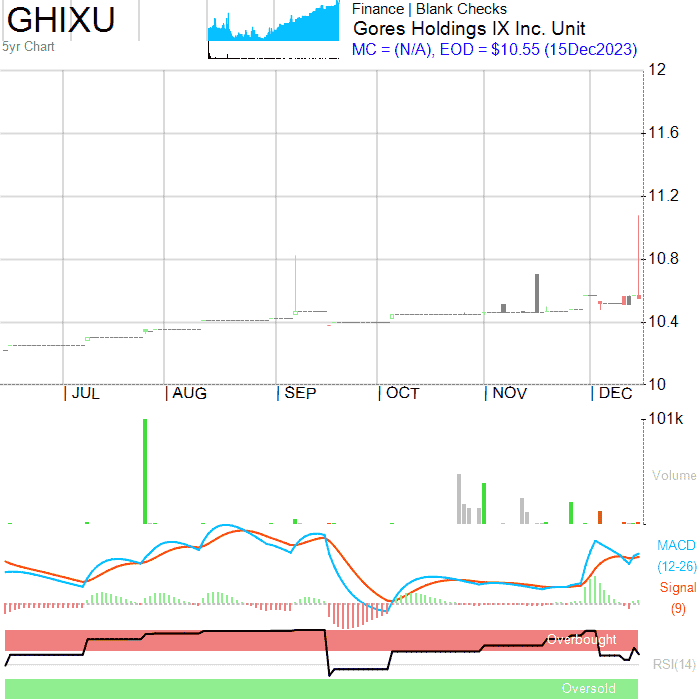 GHIXU
5yr Chart
Finance | Blank Checks
Gores Holdings IX Inc. Unit
MC = (N/A), EOD = $10.55 (15Dec2023)
12
11.6
11.2
10.8
10.4
10
| JUL | AUG | SEP | OCT | NOV | DEC
101k
Volume
MACD
(12-26)
Signal
(9)
Overbought
RSI(14)
Oversold